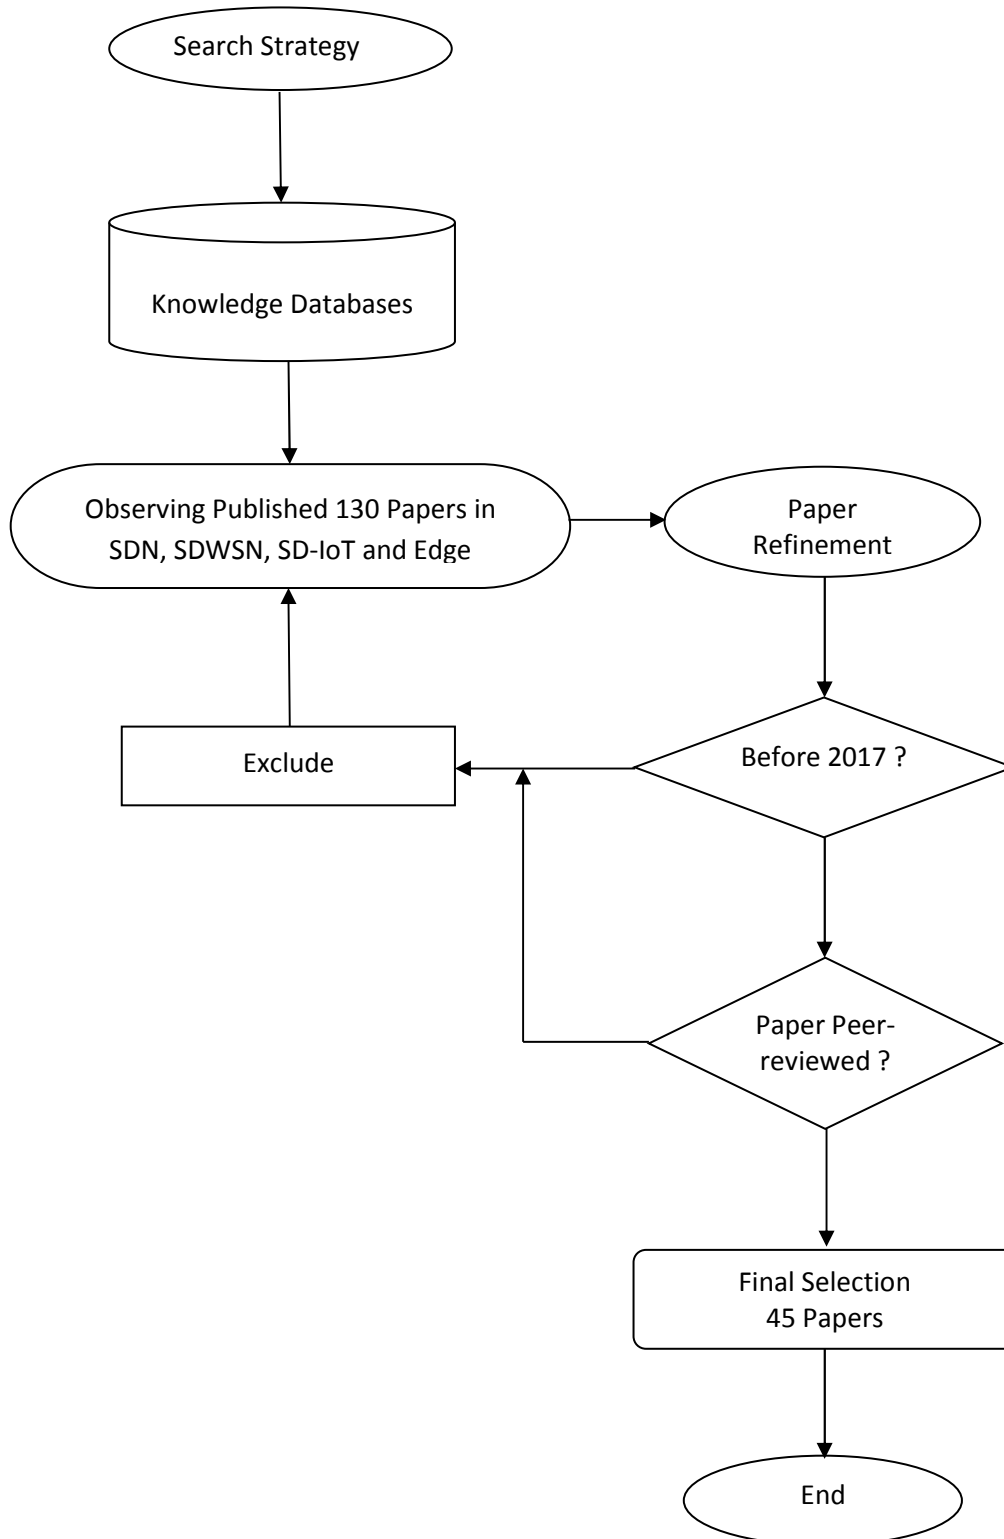 Search Strategy
Knowledge Databases
Observing Published 130 Papers in
SDN, SDWSN, SD-IoT and Edge
Paper
Refinement
Exclude
Before 2017 ?
Paper Peer-
reviewed ?
Final Selection
45 Papers
End